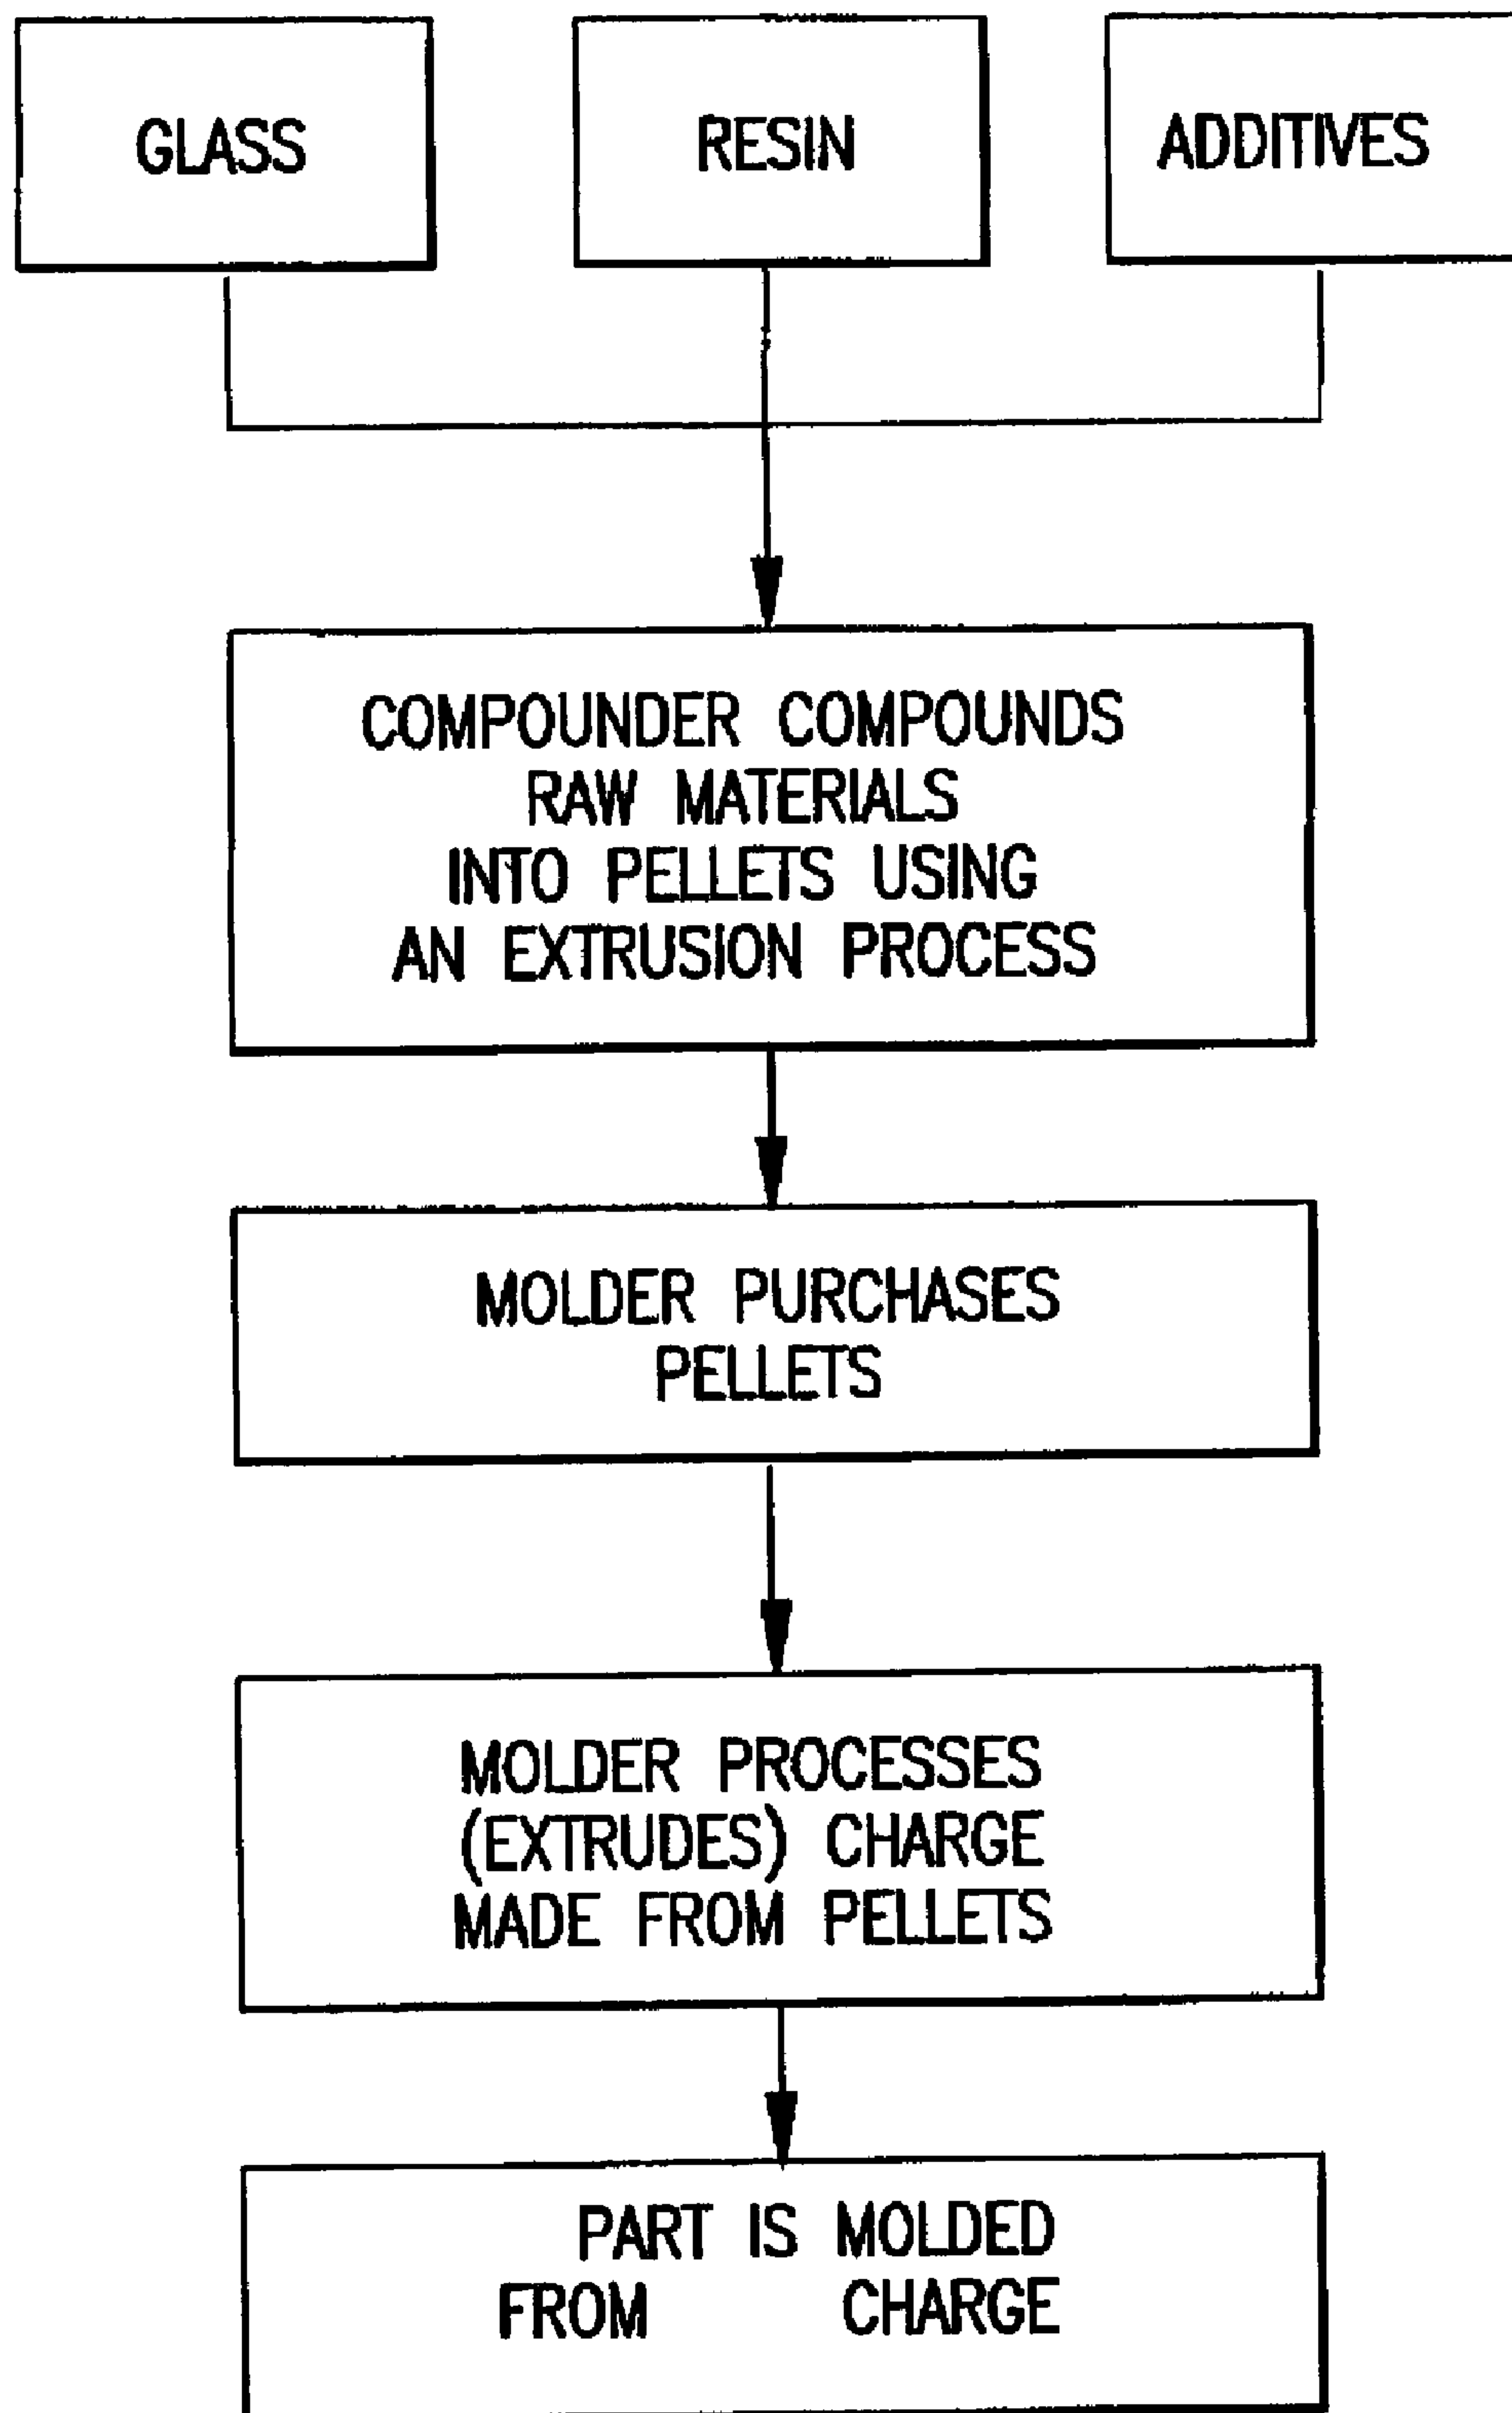 GLASS
RESIN
ADDITIVES
COMPOUNDER COMPOUNDS
RAW MATERIALS
INTO PELLETS USING
AN EXTRUSION PROCESS
MOLDER PURCHASES
PELLETS
MOLDER PROCESSES
(EXTRUDES) CHARGE
MADE FROM PELLETS
PART IS MOLDED
FROM CHARGE